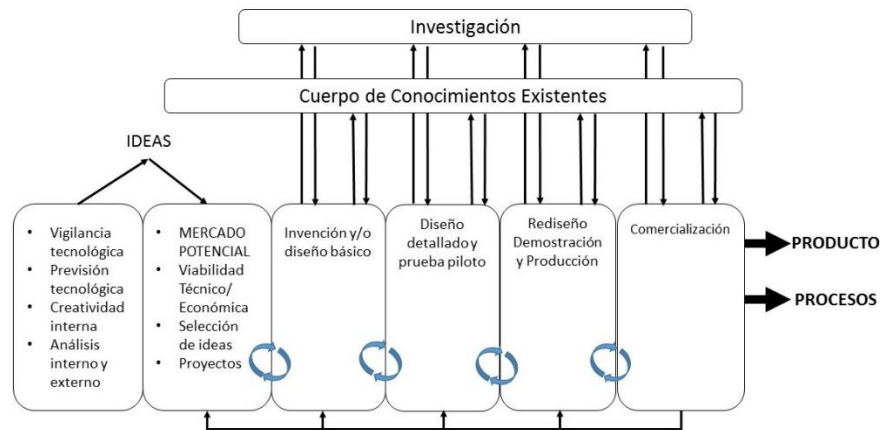 Investigación
Cuerpo de Conocimientos Existentes
IDEAS
• Vigilancia
tecnológica
• Previsión
tecnológica
• Creatividad
interna
• Análisis
interno y
externo
• MERCADO
POTENCIAL
• Viabilidad
Técnico/
Económica
• Selección
de ideas
• Proyectos
Invención y/o
diseño básico
Diseño
detallado y
prueba piloto
Rediseño
Demostración
y Producción
Comercialización
PRODUCTO
PROCESOS